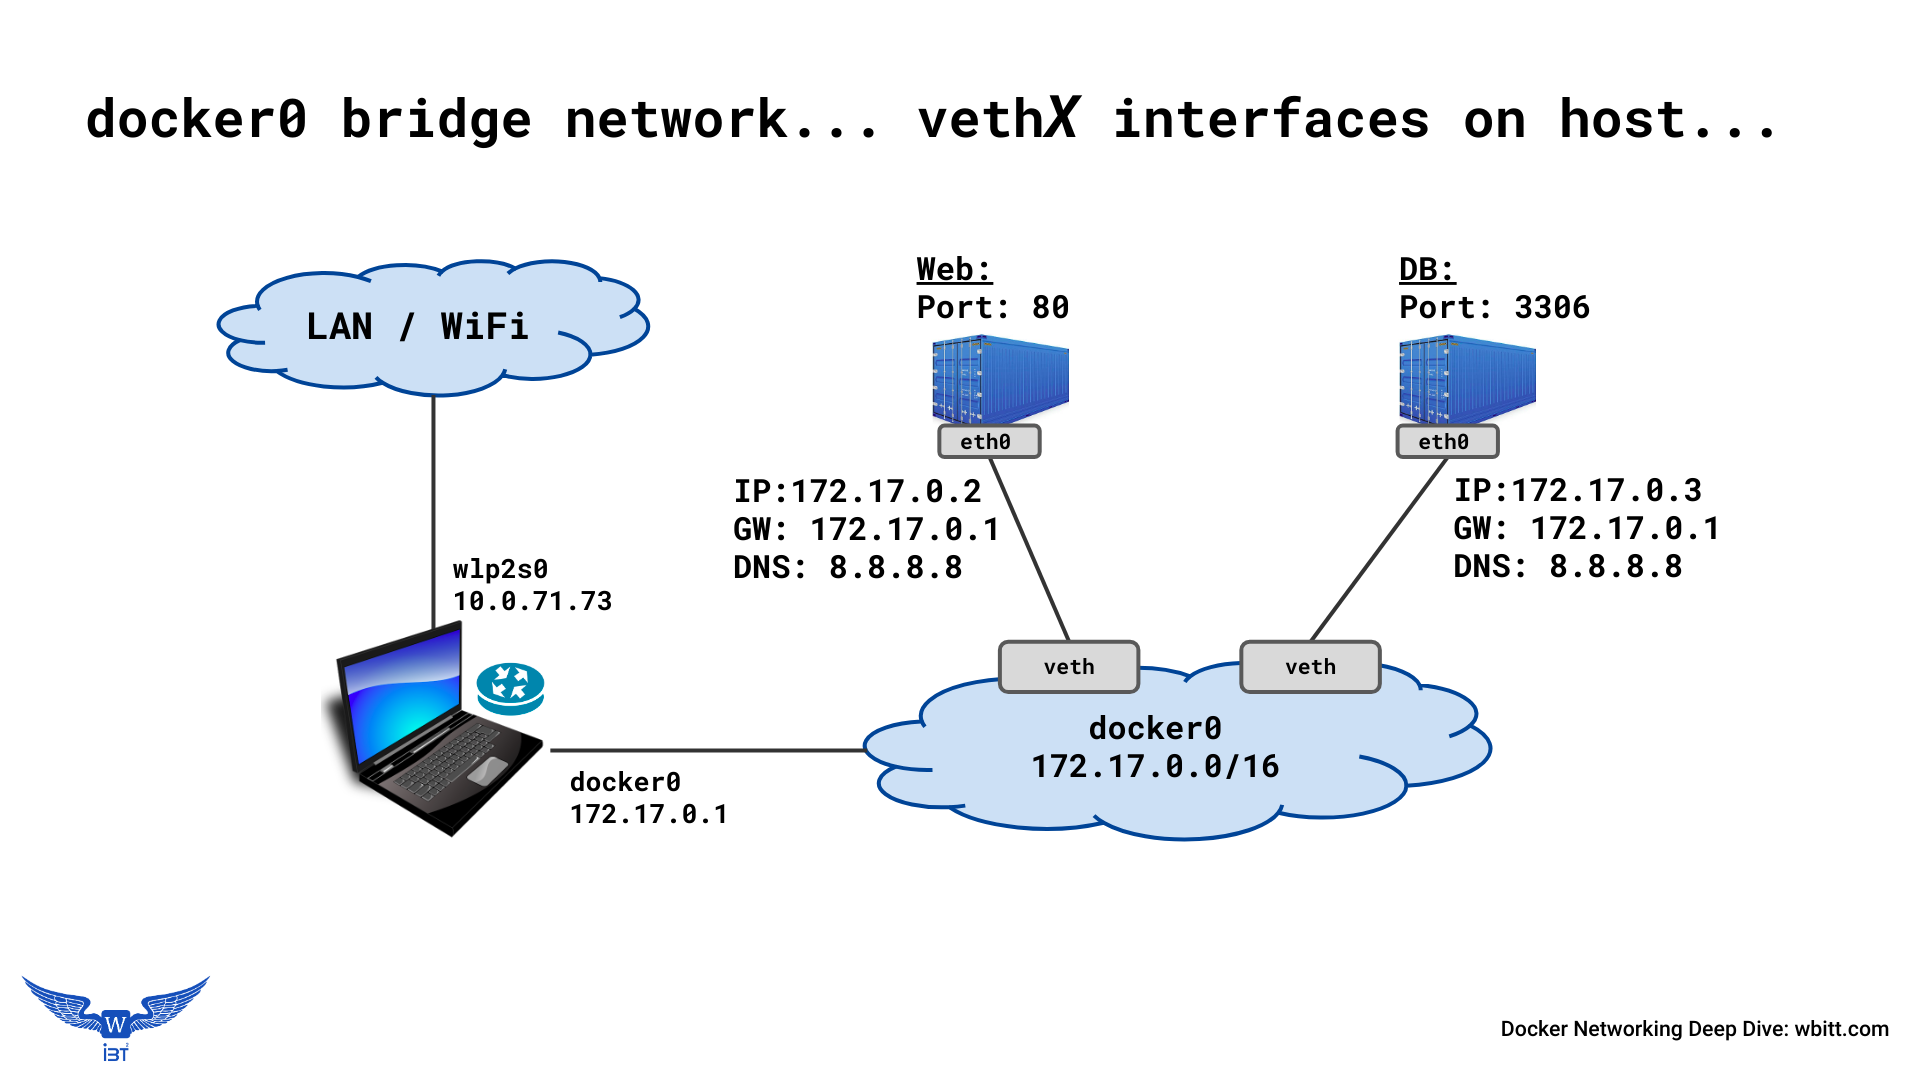 docker0 bridge network... vethX interfaces on host...
LAN / WiFi
Web:
Port: 80
DB:
Port: 3306
eth0
eth0
IP:172.17.0.2
GW: 172.17.0.1
DNS: 8.8.8.8
IP:172.17.0.3
GW: 172.17.0.1
DNS: 8.8.8.8
wlp2s0
10.0.71.73
veth
veth
docker0
172.17.0.0/16
docker0
172.17.0.1
W
iBT²
Docker Networking Deep Dive: wbitt.com